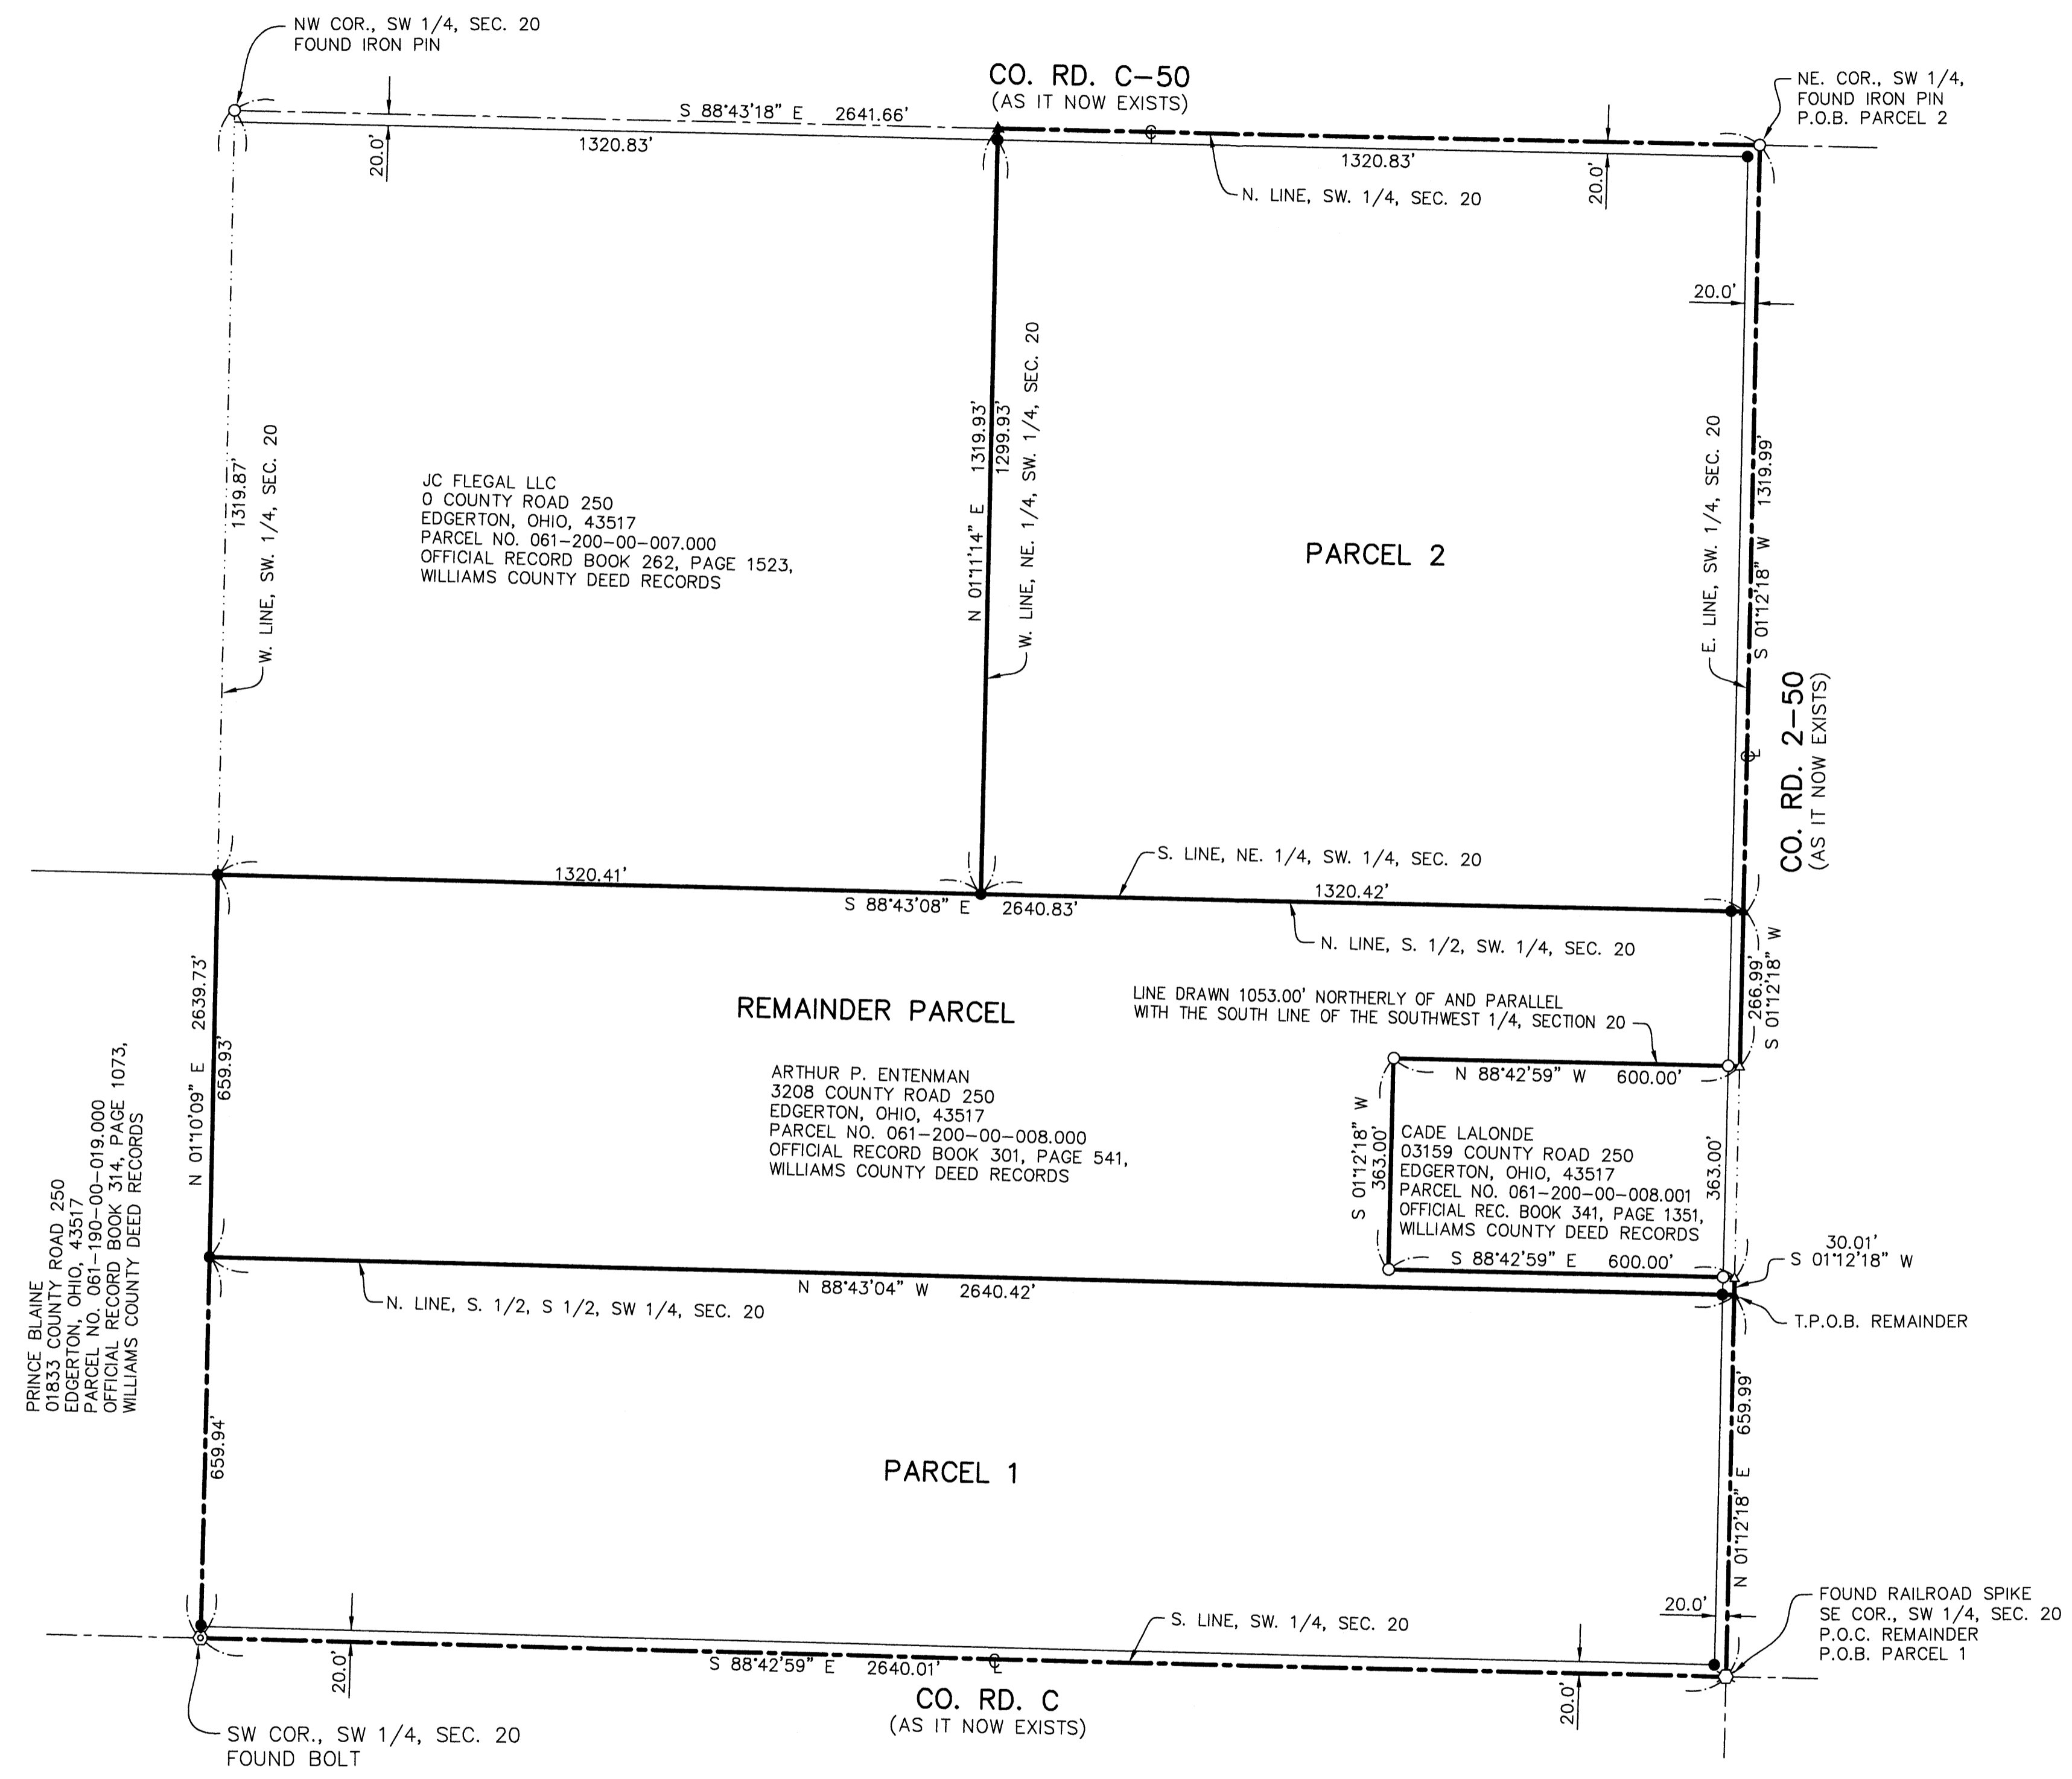 NW COR., SW 1/4, SEC. 20
FOUND IRON PIN
CO. RD. C-50
(AS IT NOW EXISTS)
NE. COR., SW 1/4,
FOUND IRON PIN
P.O.B. PARCEL 2
S 88°43'18" E 2641.66'
1320.83'
1320.83'
20.0'
20.0'
N. LINE, SW. 1/4, SEC. 20
20.0'
1319.87'
W. LINE, SW. 1/4, SEC. 20
JC FLEGAL LLC
0 COUNTY ROAD 250
EDGERTON, OHIO, 43517
PARCEL NO. 061-200-00-007.000
OFFICIAL RECORD BOOK 262, PAGE 1523,
WILLIAMS COUNTY DEED RECORDS
N 01°11'14" E 1319.93'
1299.93'
W. LINE, NE. 1/4, SW. 1/4, SEC. 20
PARCEL 2
E. LINE, SW. 1/4, SEC. 20
S 01°12'18" W 1319.99'
CO. RD. 2-50
(AS IT NOW EXISTS)
S. LINE, NE. 1/4, SW. 1/4, SEC. 20
1320.41'
1320.42'
S 88°43'08" E 2640.83'
N. LINE, S. 1/2, SW. 1/4, SEC. 20
266.99'
S 01°12'18" W
N 01°10'09" E 2639.73'
659.93'
REMAINDER PARCEL
LINE DRAWN 1053.00' NORTHERLY OF AND PARALLEL
WITH THE SOUTH LINE OF THE SOUTHWEST 1/4, SECTION 20
ARTHUR P. ENTENMAN
3208 COUNTY ROAD 250
EDGERTON, OHIO, 43517
PARCEL NO. 061-200-00-008.000
OFFICIAL RECORD BOOK 301, PAGE 541,
WILLIAMS COUNTY DEED RECORDS
N 88°42'59" W 600.00'
S 01°12'18" W
363.00'
CADE LALONDE
03159 COUNTY ROAD 250
EDGERTON, OHIO, 43517
PARCEL NO. 061-200-00-008.001
OFFICIAL REC. BOOK 341, PAGE 1351,
WILLIAMS COUNTY DEED RECORDS
363.00'
S 88°42'59" E 600.00'
30.01'
S 01°12'18" W
T.P.O.B. REMAINDER
PRINCE BLAINE
01833 COUNTY ROAD 250
EDGERTON, OHIO, 43517
PARCEL NO. 061-190-00-019.000
OFFICIAL RECORD BOOK 314, PAGE 1073,
WILLIAMS COUNTY DEED RECORDS
N 88°43'04" W 2640.42'
N. LINE, S. 1/2, S 1/2, SW 1/4, SEC. 20
659.94'
PARCEL 1
N 01°12'18" E 659.99'
20.0'
FOUND RAILROAD SPIKE
SE COR., SW 1/4, SEC. 20
P.O.C. REMAINDER
P.O.B. PARCEL 1
S. LINE, SW. 1/4, SEC. 20
20.0'
S 88°42'59" E 2640.01'
20.0'
CO. RD. C
(AS IT NOW EXISTS)
SW COR., SW 1/4, SEC. 20
FOUND BOLT